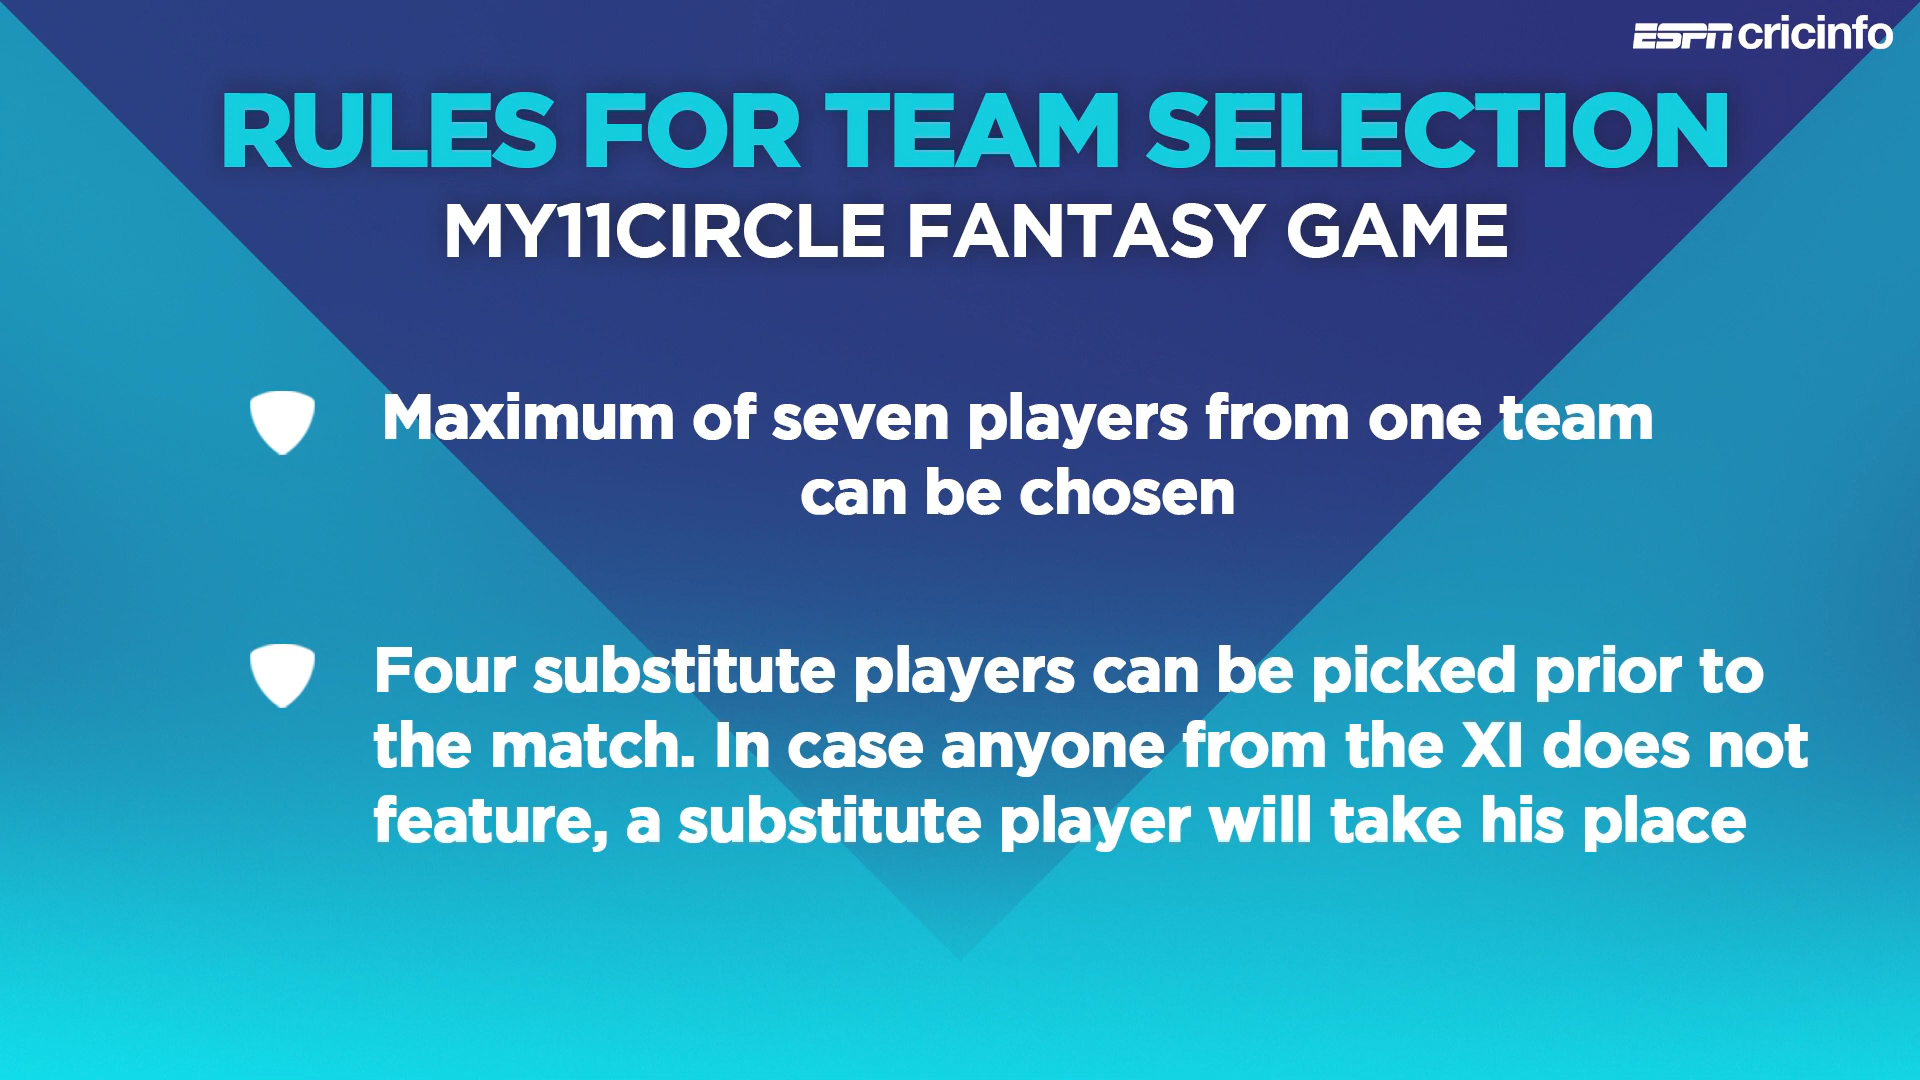 ESPN cricinfo
RULES FOR TEAM SELECTION
MY11CIRCLE FANTASY GAME
Maximum of seven players from one team
can be chosen
Four substitute players can be picked prior to
the match. In case anyone from the XI does not
feature, a substitute player will take his place